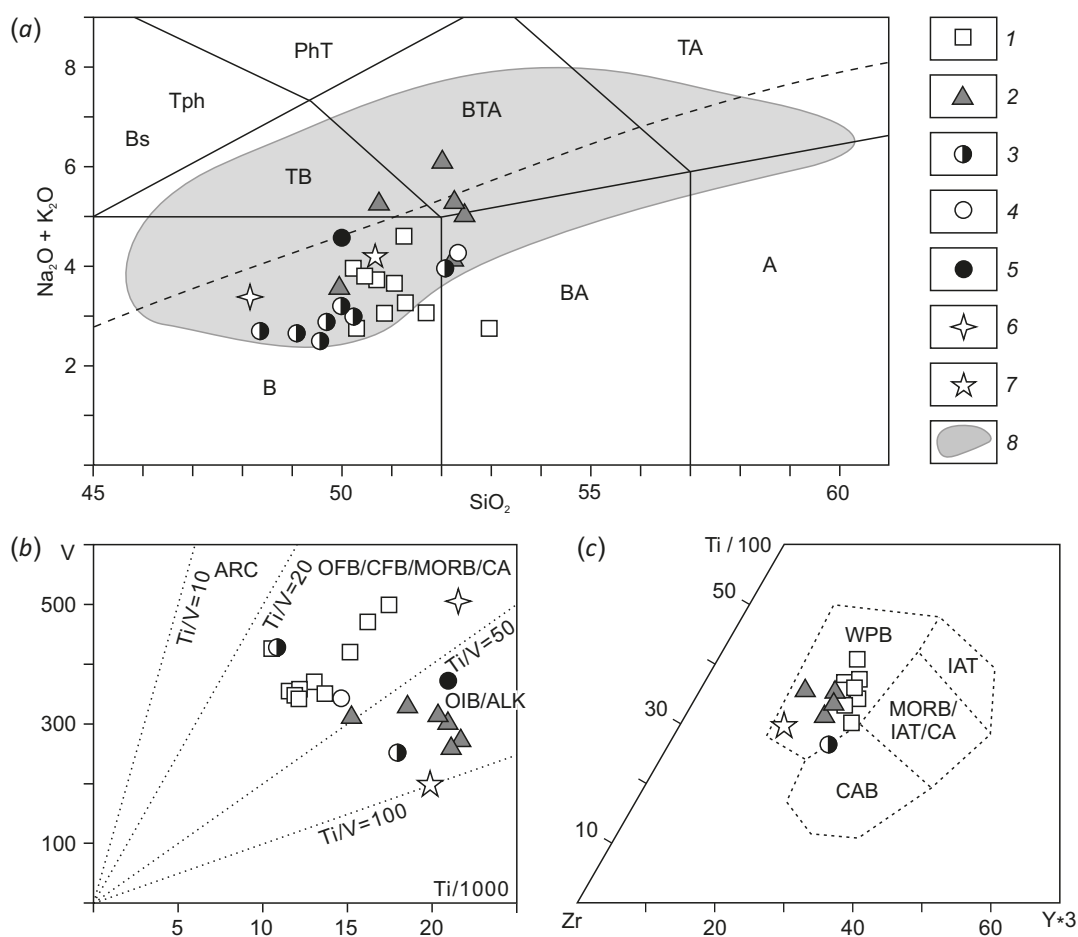 (a)
PhT
TA
Tph
Bs
BTA
TB
B
BA
A
8
6
4
2
Na₂O + K₂O
45
50
55
60
SiO₂
1
2
3
4
5
6
7
8
(b)
V
ARC
OFB/CFB/MORB/CA
Ti/V=10
Ti/V=20
Ti/V=50
OIB/ALK
Ti/V=100
500
300
100
Ti/1000
5
10
15
20
(c)
Ti / 100
50
30
10
WPB
IAT
MORB/
IAT/CA
CAB
Zr
20
40
60
Y*3